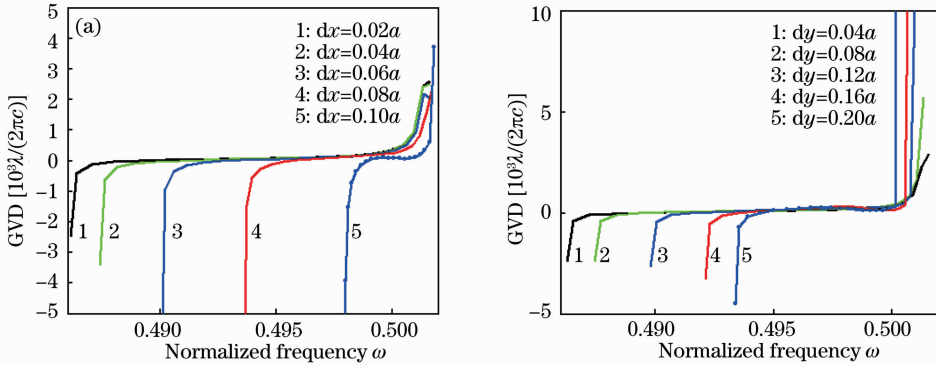 (a)
1: dx=0.02a
2: dx=0.04a
3: dx=0.06a
4: dx=0.08a
5: dx=0.10a
GVD [10³λ/(2πc)]
5
4
3
2
1
0
-1
-2
-3
-4
-5
1
2
3
4
5
0.490
0.495
0.500
Normalized frequency ω
1: dy=0.04a
2: dy=0.08a
3: dy=0.12a
4: dy=0.16a
5: dy=0.20a
GVD [10³λ/(2πc)]
10
5
0
-5
1
2
3
4
5
0.490
0.495
0.500
Normalized frequency ω